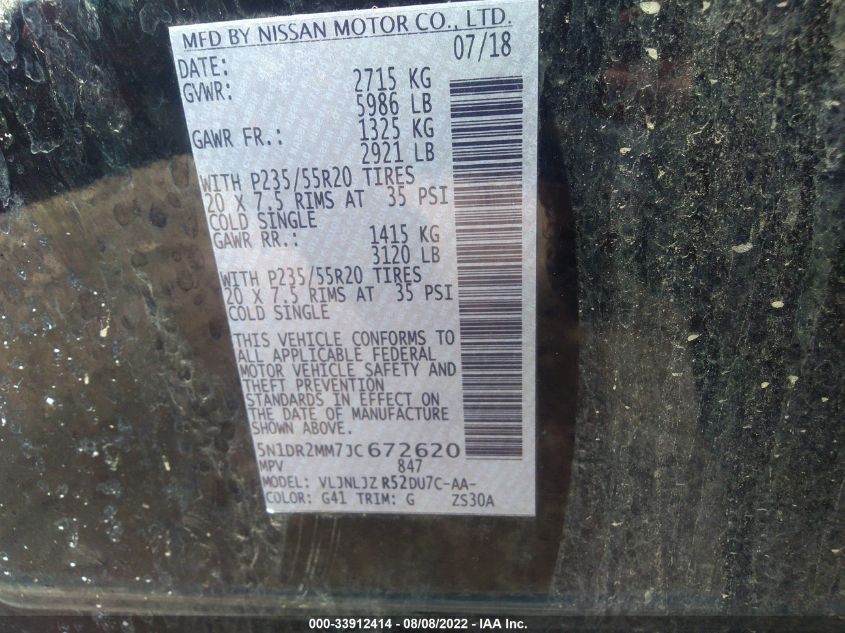 MFD BY NISSAN MOTOR CO., LTD.
DATE: 07/18
GVWR: 2715 KG
5986 LB
GAWR FR.: 1325 KG
2921 LB
WITH P235/55R20 TIRES
20 X 7.5 RIMS AT 35 PSI
COLD SINGLE
GAWR RR.: 1415 KG
3120 LB
WITH P235/55R20 TIRES
20 X 7.5 RIMS AT 35 PSI
COLD SINGLE
THIS VEHICLE CONFORMS TO
ALL APPLICABLE FEDERAL
MOTOR VEHICLE SAFETY AND
THEFT PREVENTION
STANDARDS IN EFFECT ON
THE DATE OF MANUFACTURE
SHOWN ABOVE.
5N1DR2MM7JC672620
MPV 847
MODEL: VLJNLJZ R52DU7C-AA-
COLOR: G41 TRIM: G ZS30A
000-33912414 - 08/08/2022 - IAA Inc.